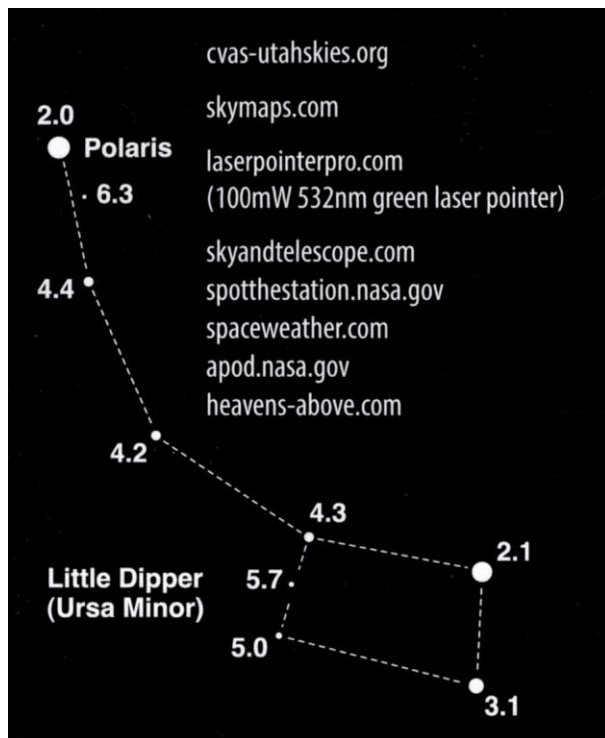 cvas-utahskies.org
skymaps.com
2.0
Polaris
laserpointerpro.com
6.3
(100mW 532nm green laser pointer)
skyandtelescope.com
4.4
spotthestation.nasa.gov
spaceweather.com
apod.nasa.gov
heavens-above.com
4.2
4.3
2.1
Little Dipper
(Ursa Minor)
5.7
5.0
3.1